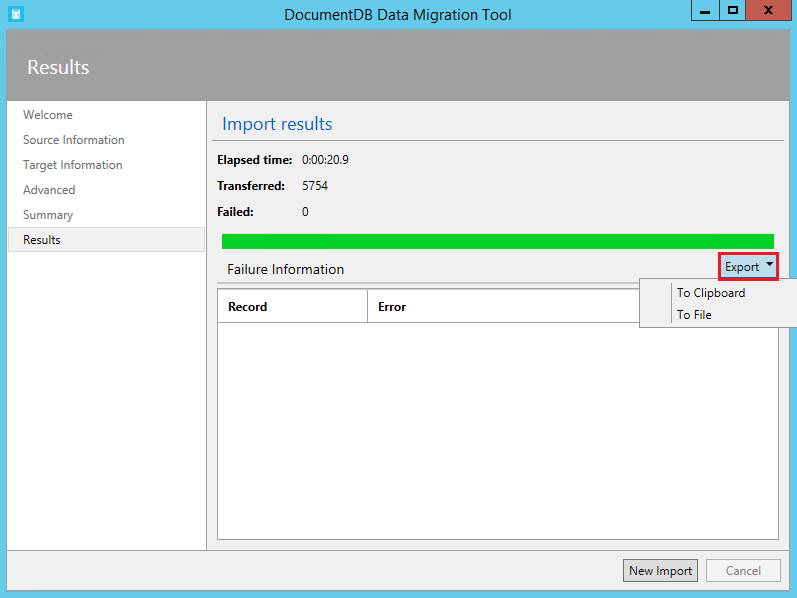 DocumentDB Data Migration Tool
Results
Welcome
Source Information
Target Information
Advanced
Summary
Results
Import results
Elapsed time: 0:00:20.9
Transferred: 5754
Failed: 0
Failure Information
Export
To Clipboard
To File
Record Error
New Import Cancel